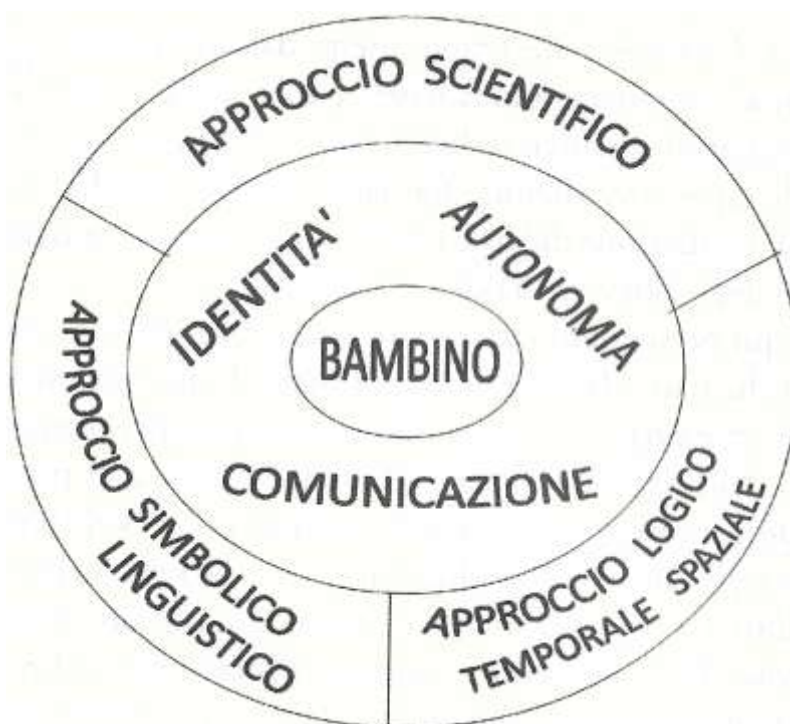 APPROCCIO SCIENTIFICO
IDENTITA'
AUTONOMIA
BAMBINO
COMUNICAZIONE
APPROCCIO SIMBOLICO
LINGUISTICO
APPROCCIO LOGICO
TEMPORALE SPAZIALE